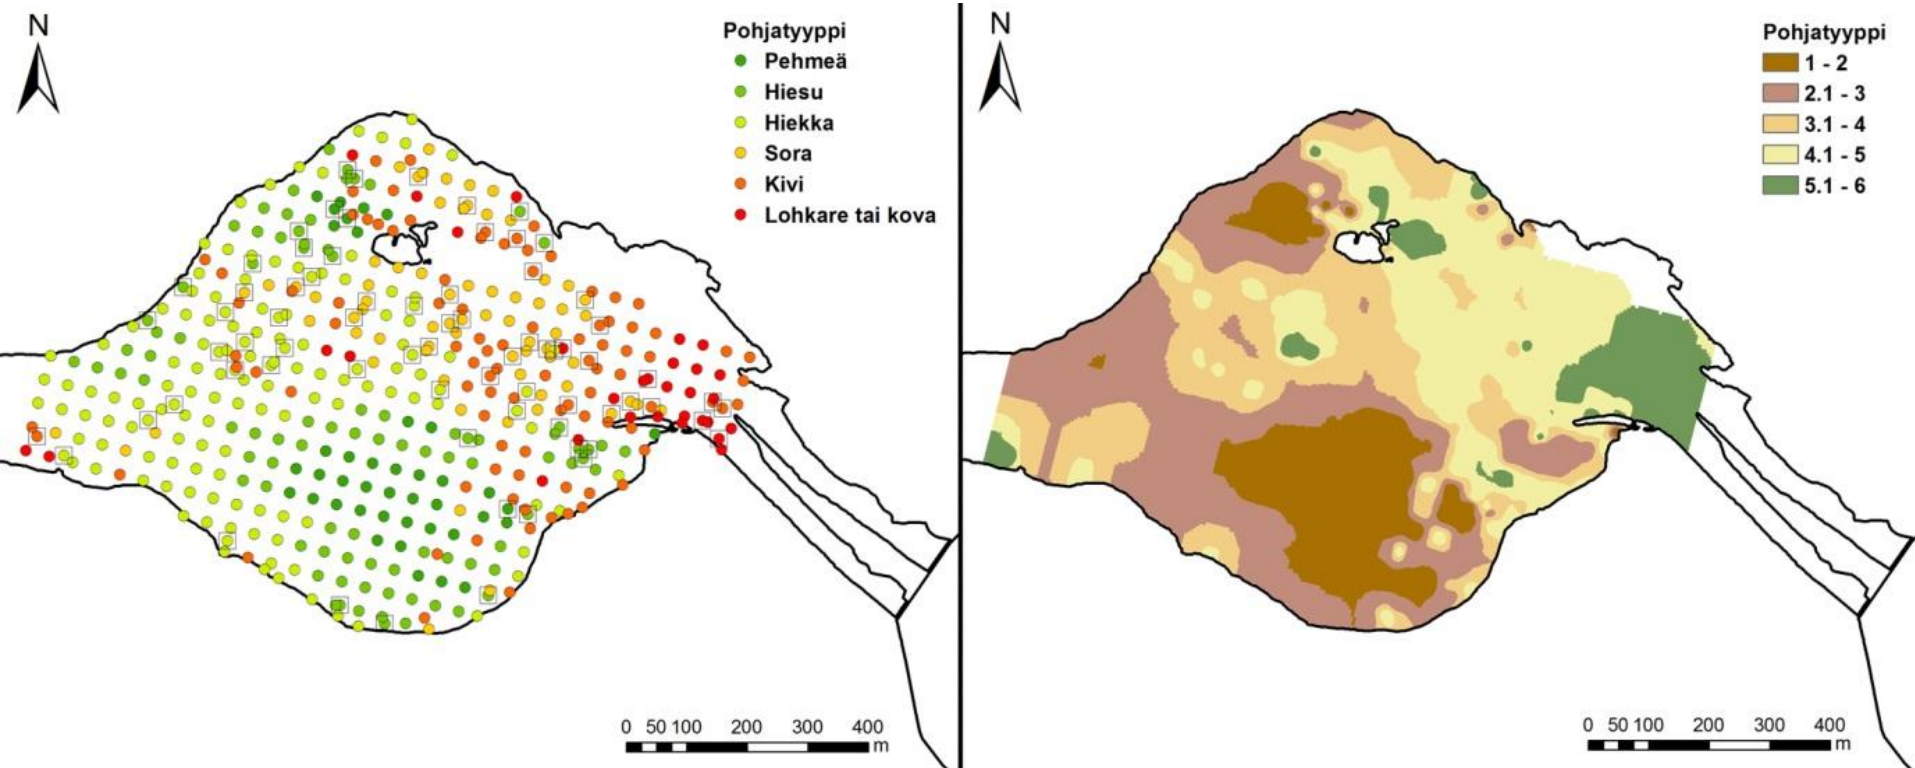 N
Pohjatyyppi
Pehmeä
Hiesu
Hiekka
Sora
Kivi
Lohkare tai kova
0 50 100 200 300 400
m
N
Pohjatyyppi
1 - 2
2.1 - 3
3.1 - 4
4.1 - 5
5.1 - 6
0 50 100 200 300 400
m